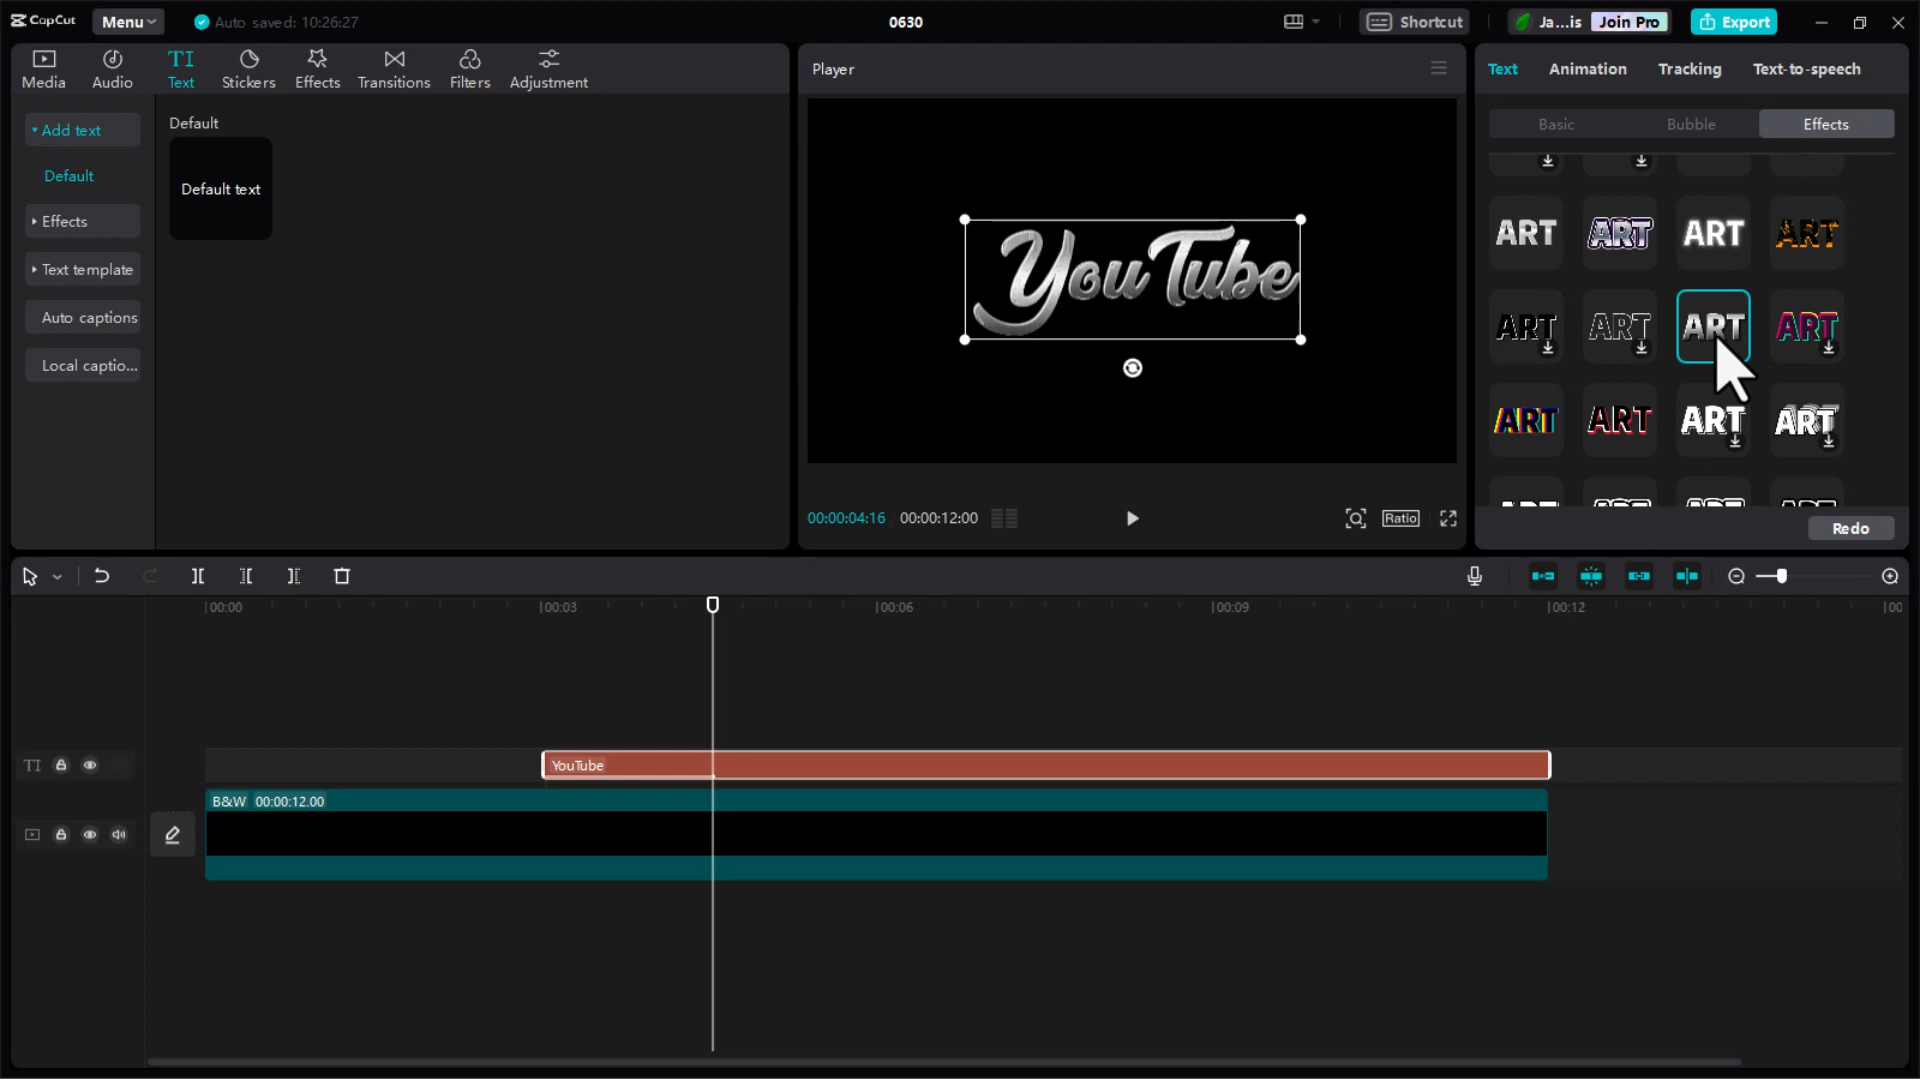 CapCut Menu Auto saved: 10:26:27 0630 Shortcut Ja...is Join Pro Export
Media Audio Text Stickers Effects Transitions Filters Adjustment
Add text
Default
Effects
Text template
Auto captions
Local captio...
Default
Default text
Player
YouTube
00:00:04:16 00:00:12:00 Ratio
Text Animation Tracking Text-to-speech
Basic Bubble Effects
ART ART ART ART
ART ART ART ART
ART ART ART ART
Redo
00:00 00:03 00:06 00:09 00:12 00
TI YouTube
B&W 00:00:12.00